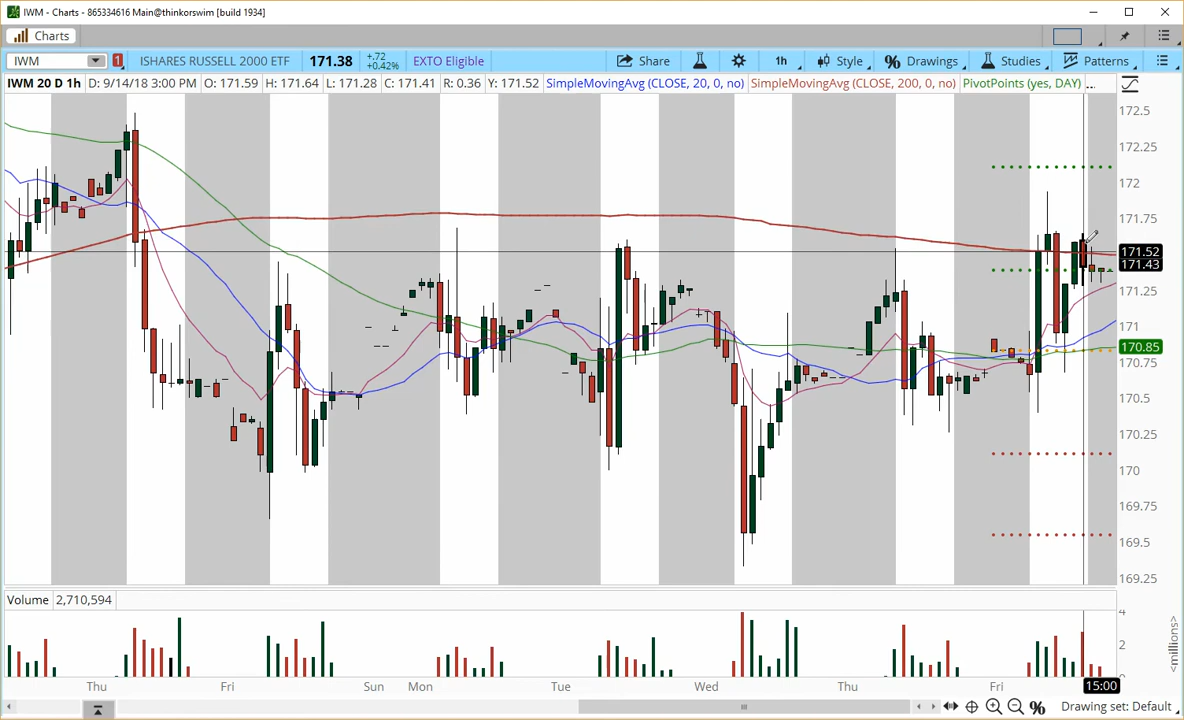 IWM - Charts - 865334616 Main@thinkorswim [build 1934]
Charts
IWM 1 ISHARES RUSSELL 2000 ETF 171.38 +.72 +0.42% EXTO Eligible Share 1h Style Drawings Studies Patterns
IWM 20 D 1h D: 9/14/18 3:00 PM O: 171.59 H: 171.64 L: 171.28 C: 171.41 R: 0.36 Y: 171.52 SimpleMovingAvg (CLOSE, 20, 0, no) SimpleMovingAvg (CLOSE, 200, 0, no) PivotPoints (yes, DAY) ...
172.5
172.25
172
171.75
171.52
171.43
171.25
171
170.85
170.75
170.5
170.25
170
169.75
169.5
169.25
Volume 2,710,594
4
2
0
<millions>
Thu Fri Sun Mon Tue Wed Thu Fri 15:00
% Drawing set: Default